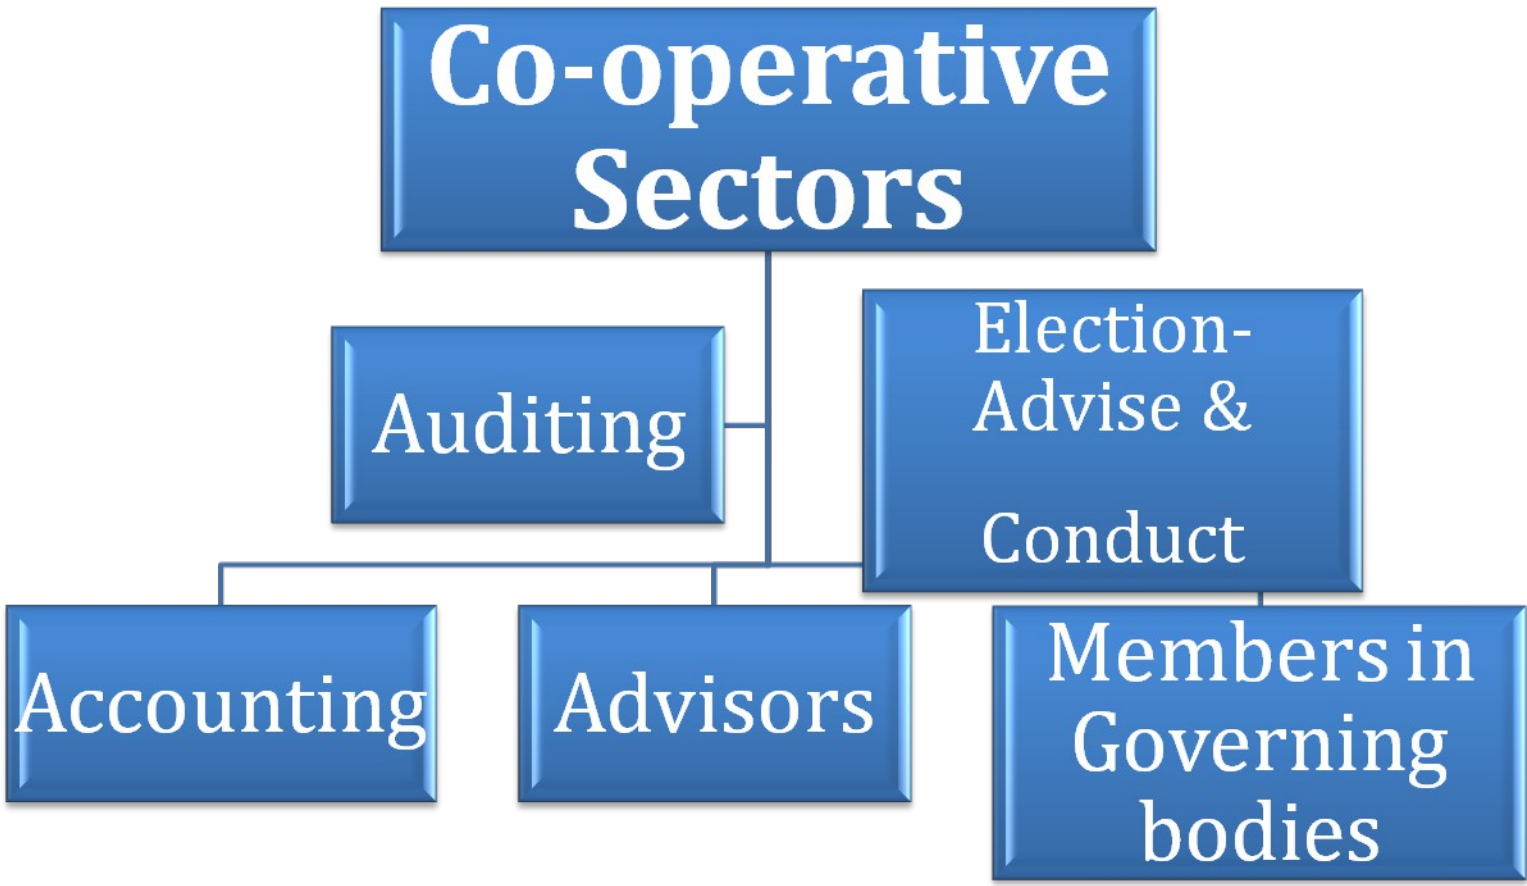 Co-operative
Sectors
Auditing
Election-
Advise &
Conduct
Accounting
Advisors
Members in
Governing
bodies